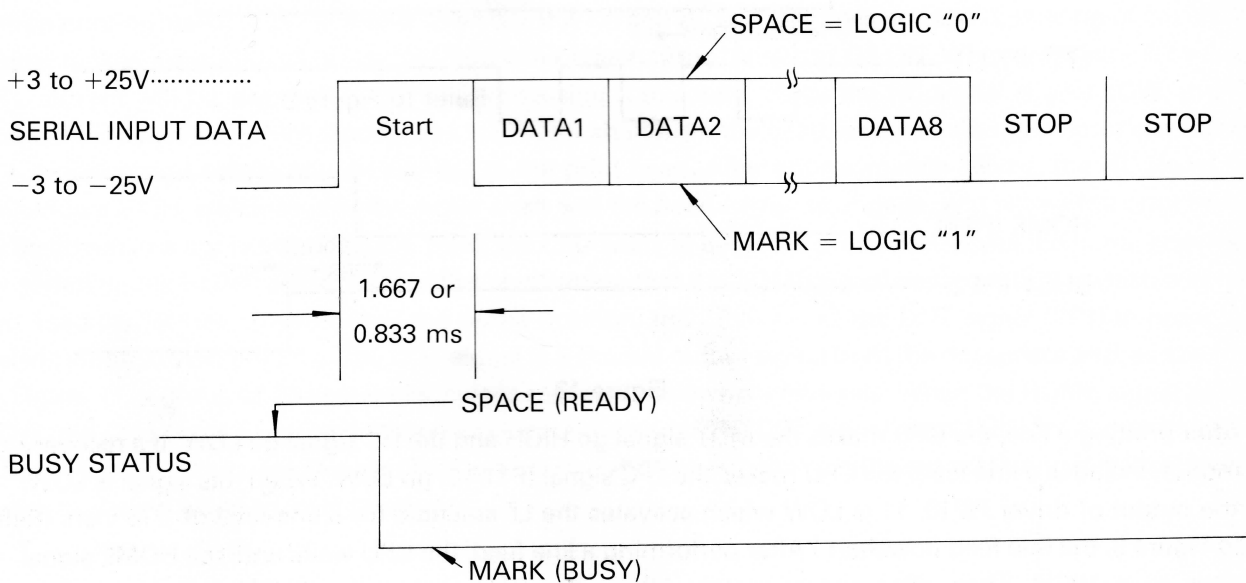 SPACE = LOGIC “0”
+3 to +25V..............
SERIAL INPUT DATA
Start
DATA1
DATA2
DATA8
STOP
STOP
−3 to −25V
MARK = LOGIC “1”
1.667 or
0.833 ms
SPACE (READY)
BUSY STATUS
MARK (BUSY)